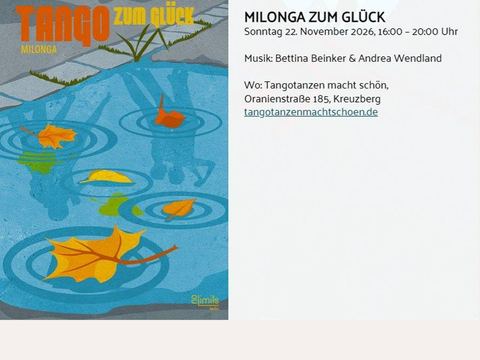 TANGO ZUM GLÜCK
MILONGA
MILONGA ZUM GLÜCK
Sonntag 22. November 2026, 16:00 – 20:00 Uhr
Musik: Bettina Beinker & Andrea Wendland
Wo: Tangotanzen macht schön,
Oranienstraße 185, Kreuzberg
tangotanzenmachtschoen.de